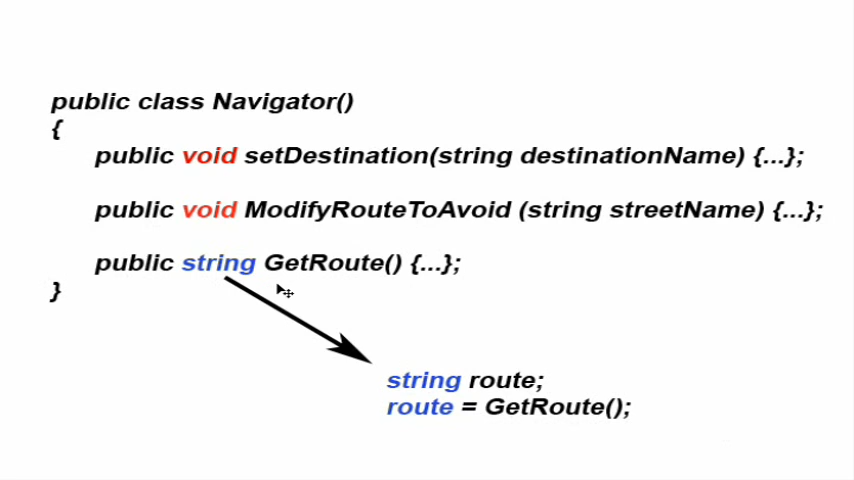 public class Navigator()
{
public void setDestination(string destinationName) {...};
public void ModifyRouteToAvoid (string streetName) {...};
public string GetRoute() {...};
}
string route;
route = GetRoute();